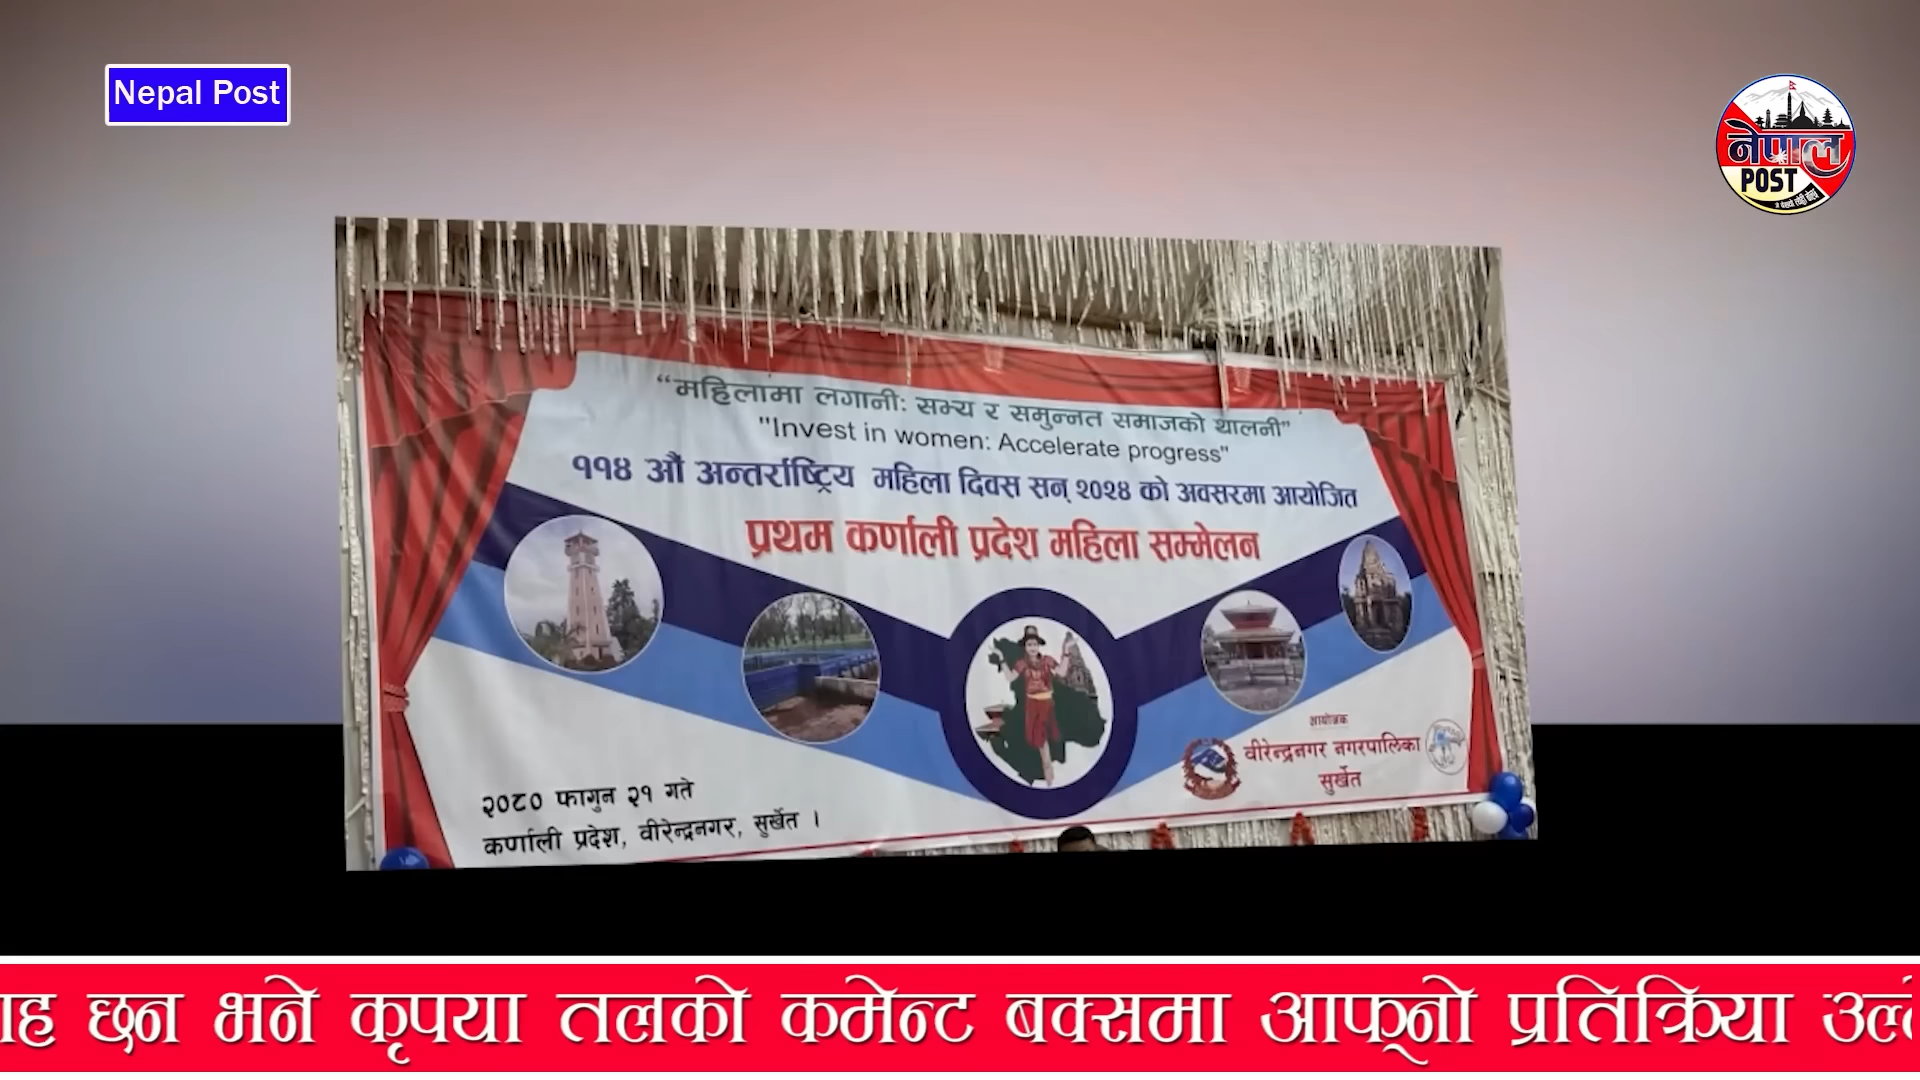 Nepal Post
नेपाल
POST
“महिलामा लगानी: सभ्य र समुन्नत समाजको थालनी”
"Invest in women: Accelerate progress"
११४ औं अन्तर्राष्ट्रिय महिला दिवस सन् २०२४ को अवसरमा आयोजित
प्रथम कर्णाली प्रदेश महिला सम्मेलन
आयोजक
वीरेन्द्रनगर नगरपालिका
सुर्खेत
२०८० फागुन २१ गते
कर्णाली प्रदेश, वीरेन्द्रनगर, सुर्खेत ।
छन भने कृपया तलको कमेन्ट बक्समा आफ्नो प्रतिक्रिया